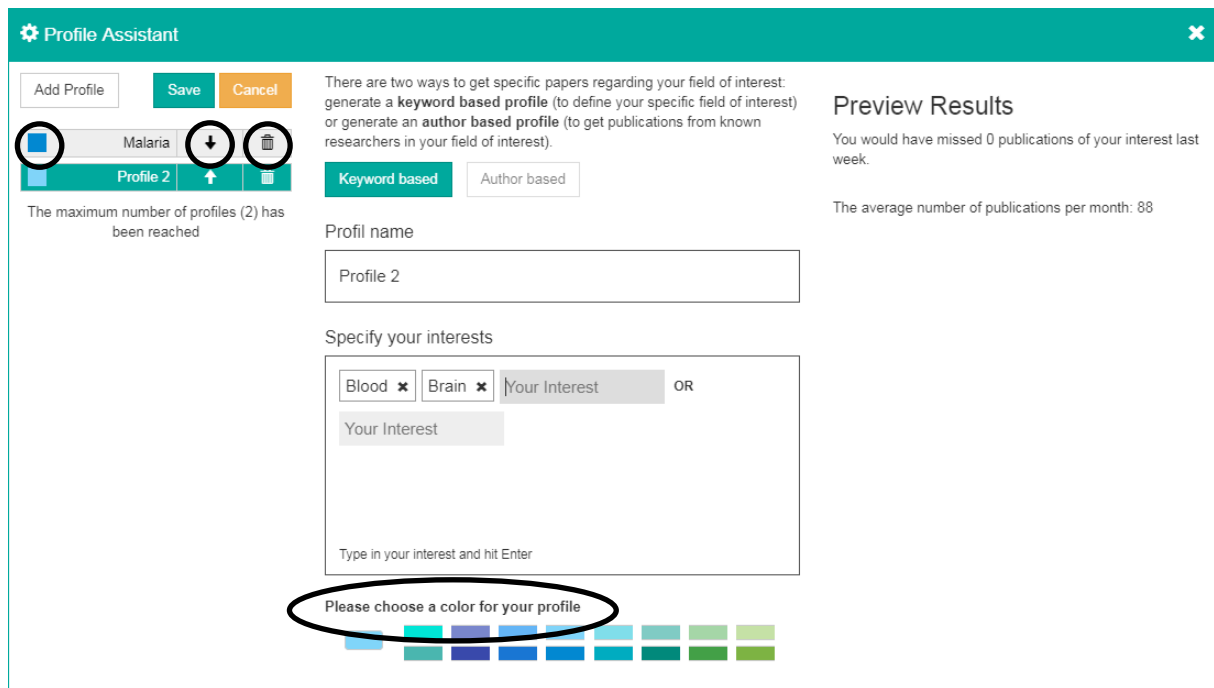 Profile Assistant
Add Profile
Save
Cancel
Malaria
Profile 2
The maximum number of profiles (2) has
been reached
There are two ways to get specific papers regarding your field of interest:
generate a keyword based profile (to define your specific field of interest)
or generate an author based profile (to get publications from known
researchers in your field of interest).
Keyword based
Author based
Profil name
Profile 2
Specify your interests
Blood
Brain
Your Interest
OR
Your Interest
Type in your interest and hit Enter
Please choose a color for your profile
Preview Results
You would have missed 0 publications of your interest last
week.
The average number of publications per month: 88